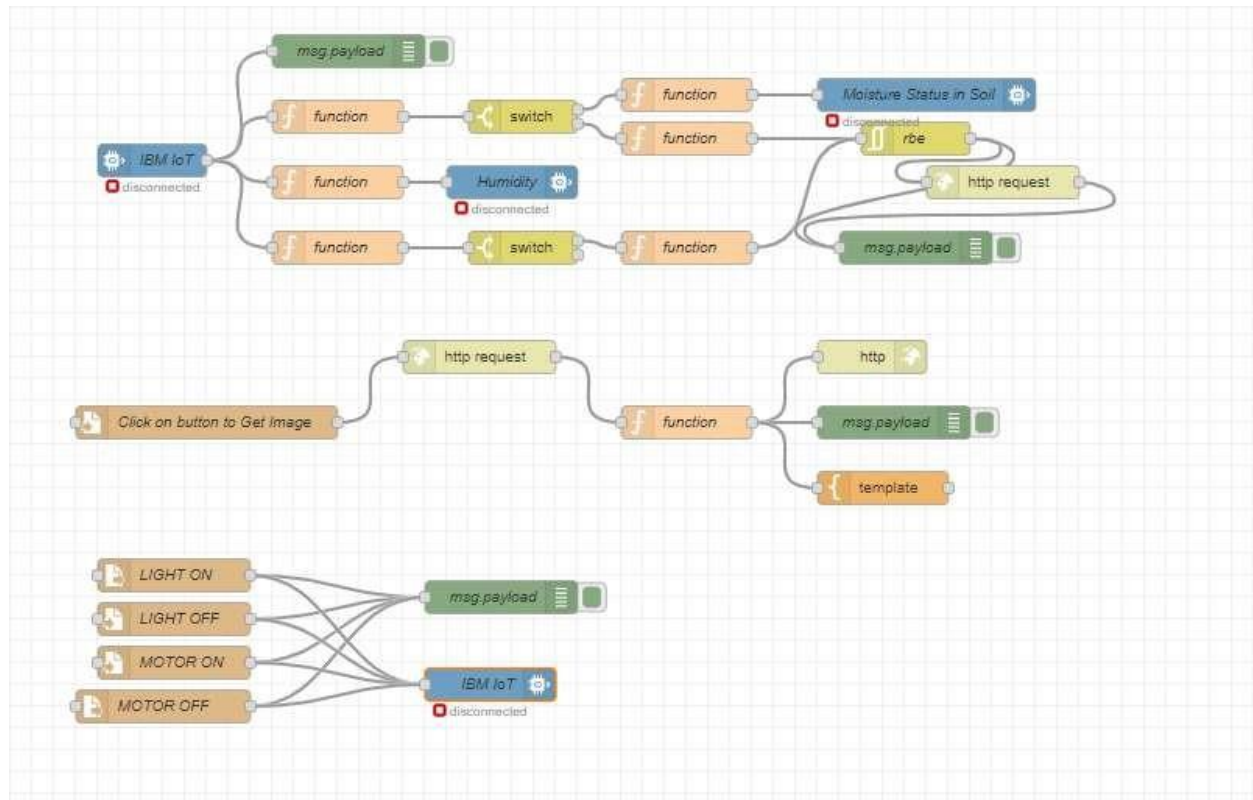 msg.payload
function
Moisture Status in Soil
function
switch
disconnected
function
rbe
IBM IoT
disconnected
function
Humidity
http request
disconnected
function
switch
function
msg.payload
http request
http
Click on button to Get Image
function
msg.payload
template
LIGHT ON
msg.payload
LIGHT OFF
MOTOR ON
IBM IoT
MOTOR OFF
disconnected